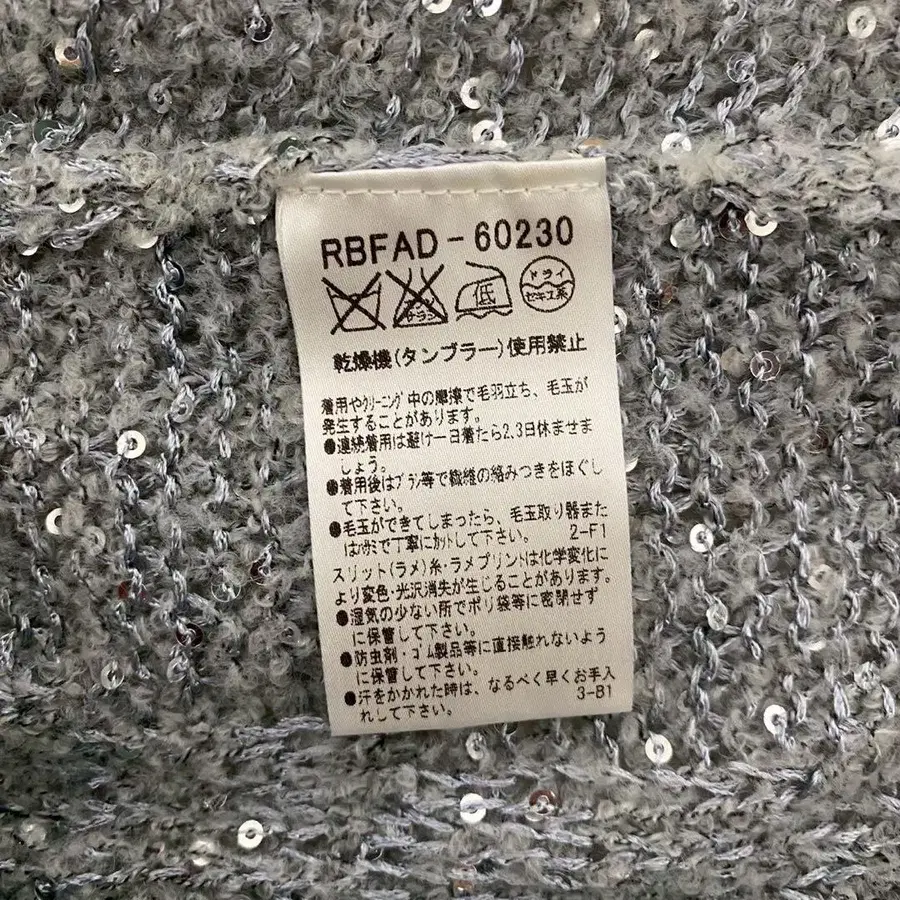 RBFAD-60230
エンソ サラシ
低
ドライ
セキユ系
乾燥機(タンブラー)使用禁止
着用やクリーニング中の摩擦で毛羽立ち、毛玉が
発生することがあります。
●連続着用は避け一日着たら2,3日休ませま
しょう。
●着用後はブラシ等で繊維の絡みつきをほぐし
て下さい。
●毛玉ができてしまったら、毛玉取り器また
はハサミで丁寧にカットして下さい。 2-F1
スリット(ラメ)糸・ラメプリントは化学変化に
より変色・光沢消失が生じることがあります。
●湿気の少ない所でポリ袋等に密閉せず
に保管して下さい。
●防虫剤・ゴム製品等に直接触れないよう
に保管して下さい。
●汗をかかれた時は、なるべく早くお手入
れして下さい。 3-B1